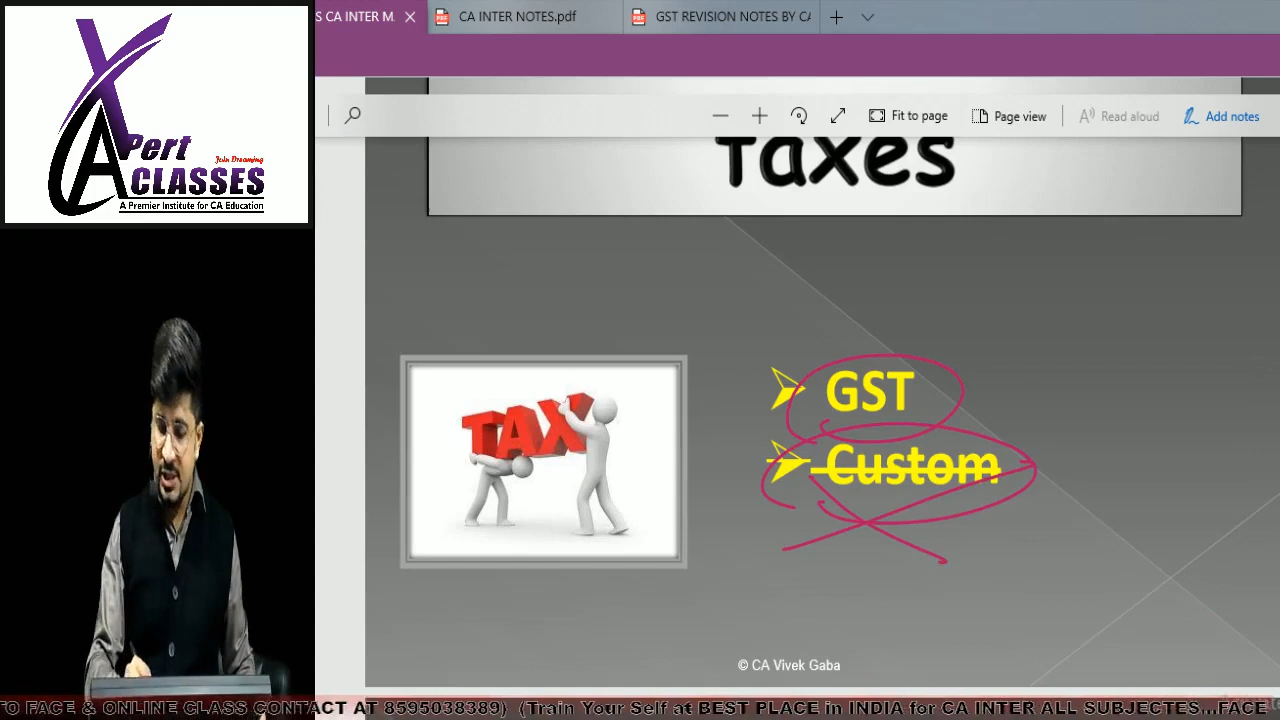 S CA INTER M.
CA INTER NOTES.pdf
GST REVISION NOTES BY CA
Fit to page
Page view
Read aloud
Add notes
XPert
Join Dreaming
CA CLASSES
A Premier Institute for CA Education
Taxes
TAX
GST
Custom
© CA Vivek Gaba
TO FACE & ONLINE CLASS CONTACT AT 8595038389) (Train Your Self at BEST PLACE in INDIA for CA INTER ALL SUBJECTES...FACE